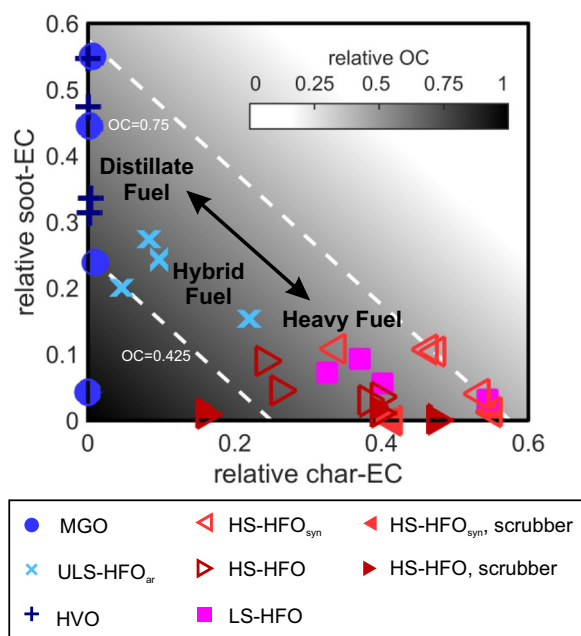 0.6
0.5
0.4
0.3
0.2
0.1
0
relative soot-EC
relative OC
0 0.25 0.5 0.75 1
OC=0.75
Distillate
Fuel
Hybrid
Fuel
Heavy Fuel
OC=0.425
0 0.2 0.4 0.6
relative char-EC
MGO
HS-HFOsyn
HS-HFOsyn, scrubber
ULS-HFOar
HS-HFO
HS-HFO, scrubber
HVO
LS-HFO